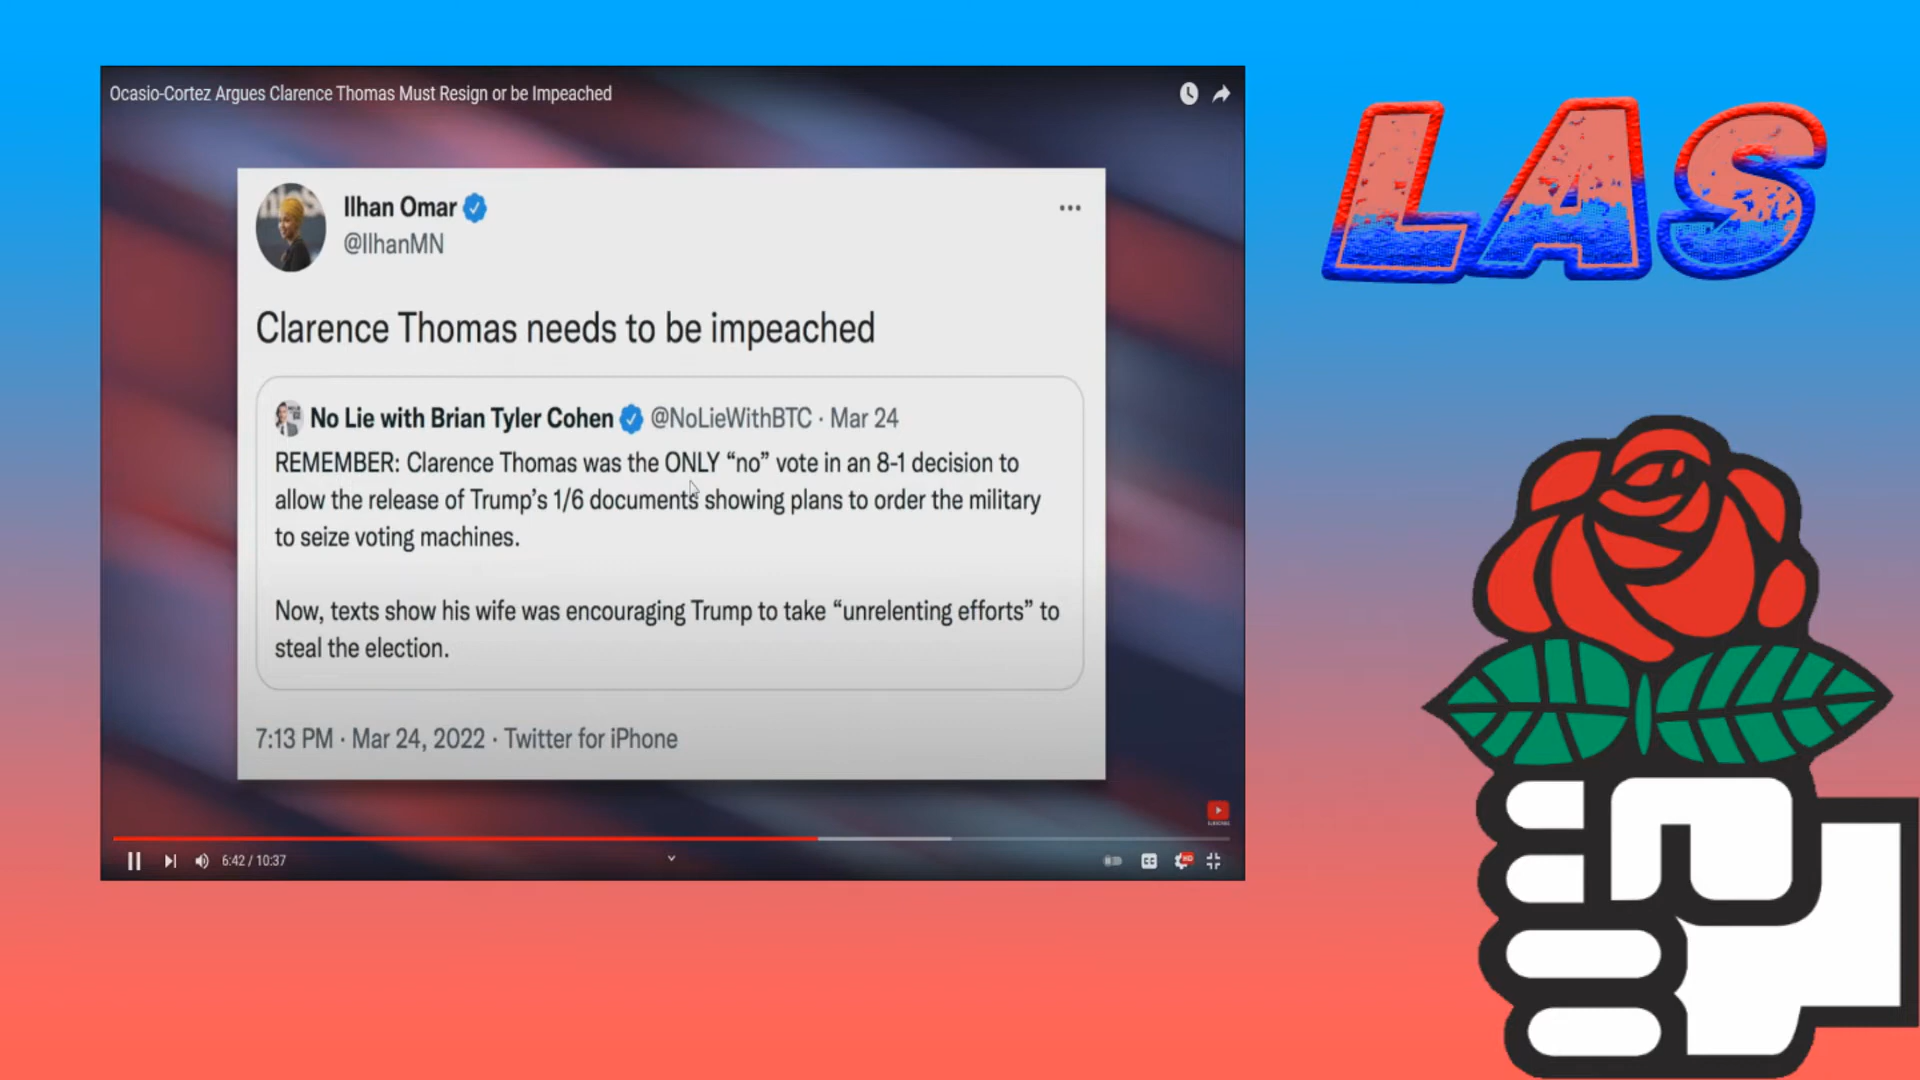 Ocasio-Cortez Argues Clarence Thomas Must Resign or be Impeached
LAS
Ilhan Omar
@IlhanMN
Clarence Thomas needs to be impeached
No Lie with Brian Tyler Cohen @NoLieWithBTC · Mar 24
REMEMBER: Clarence Thomas was the ONLY “no” vote in an 8-1 decision to
allow the release of Trump’s 1/6 documents showing plans to order the military
to seize voting machines.
Now, texts show his wife was encouraging Trump to take “unrelenting efforts” to
steal the election.
7:13 PM · Mar 24, 2022 · Twitter for iPhone
6:42 / 10:37
CC
HD